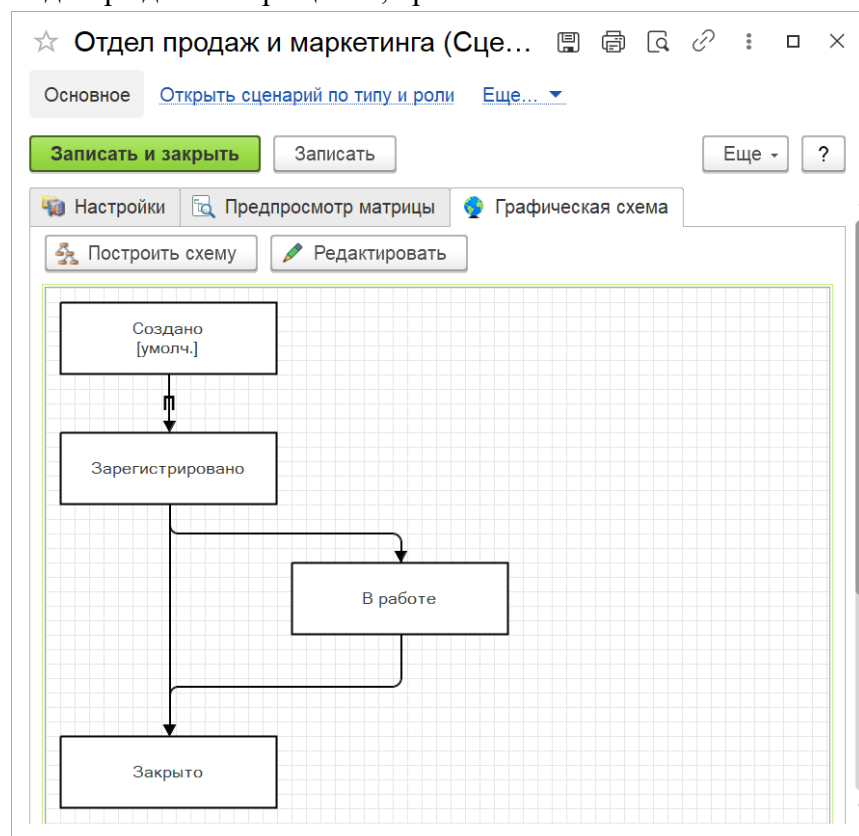 Отдел продаж и маркетинга (Сце...
Основное Открыть сценарий по типу и роли Еще...
Записать и закрыть Записать Еще ?
Настройки Предпросмотр матрицы Графическая схема
Построить схему Редактировать
Создано
[умолч.]
П
Зарегистрировано
В работе
Закрыто